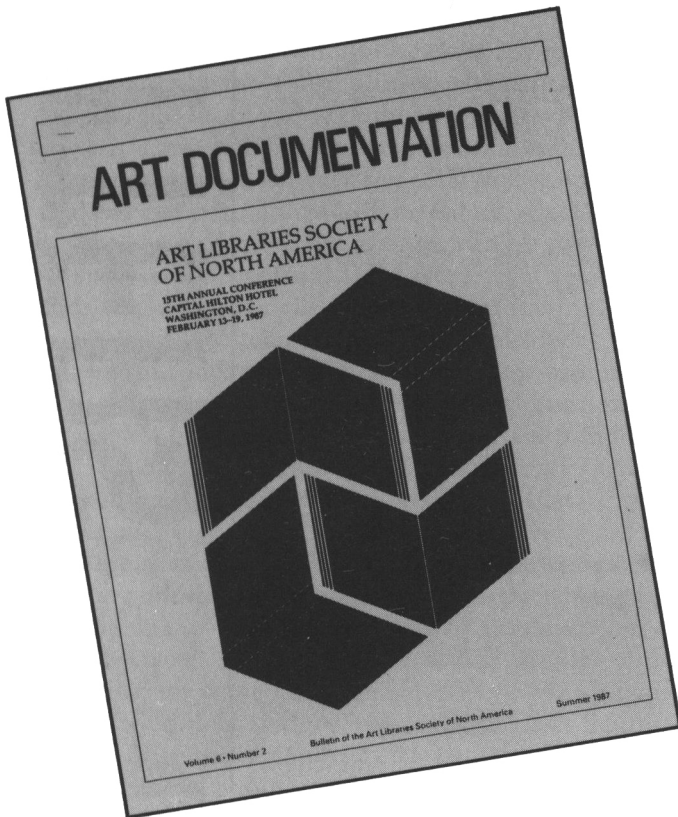 ART DOCUMENTATION
ART LIBRARIES SOCIETY
OF NORTH AMERICA
15TH ANNUAL CONFERENCE
CAPITAL HILTON HOTEL
WASHINGTON, D.C.
FEBRUARY 13–19, 1987
Volume 6 • Number 2 Bulletin of the Art Libraries Society of North America Summer 1987